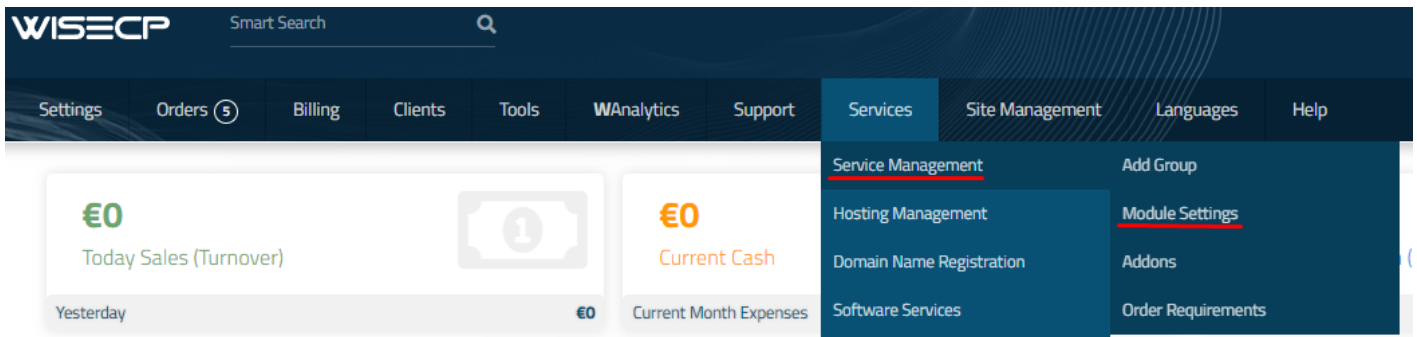 WISECP
Smart Search
Settings Orders 5 Billing Clients Tools WAnalytics Support Services Site Management Languages Help
Service Management Add Group
Hosting Management Module Settings
Domain Name Registration Addons
Software Services Order Requirements
€0
1
Today Sales (Turnover)
Yesterday €0
€0
Current Cash
Current Month Expenses
(